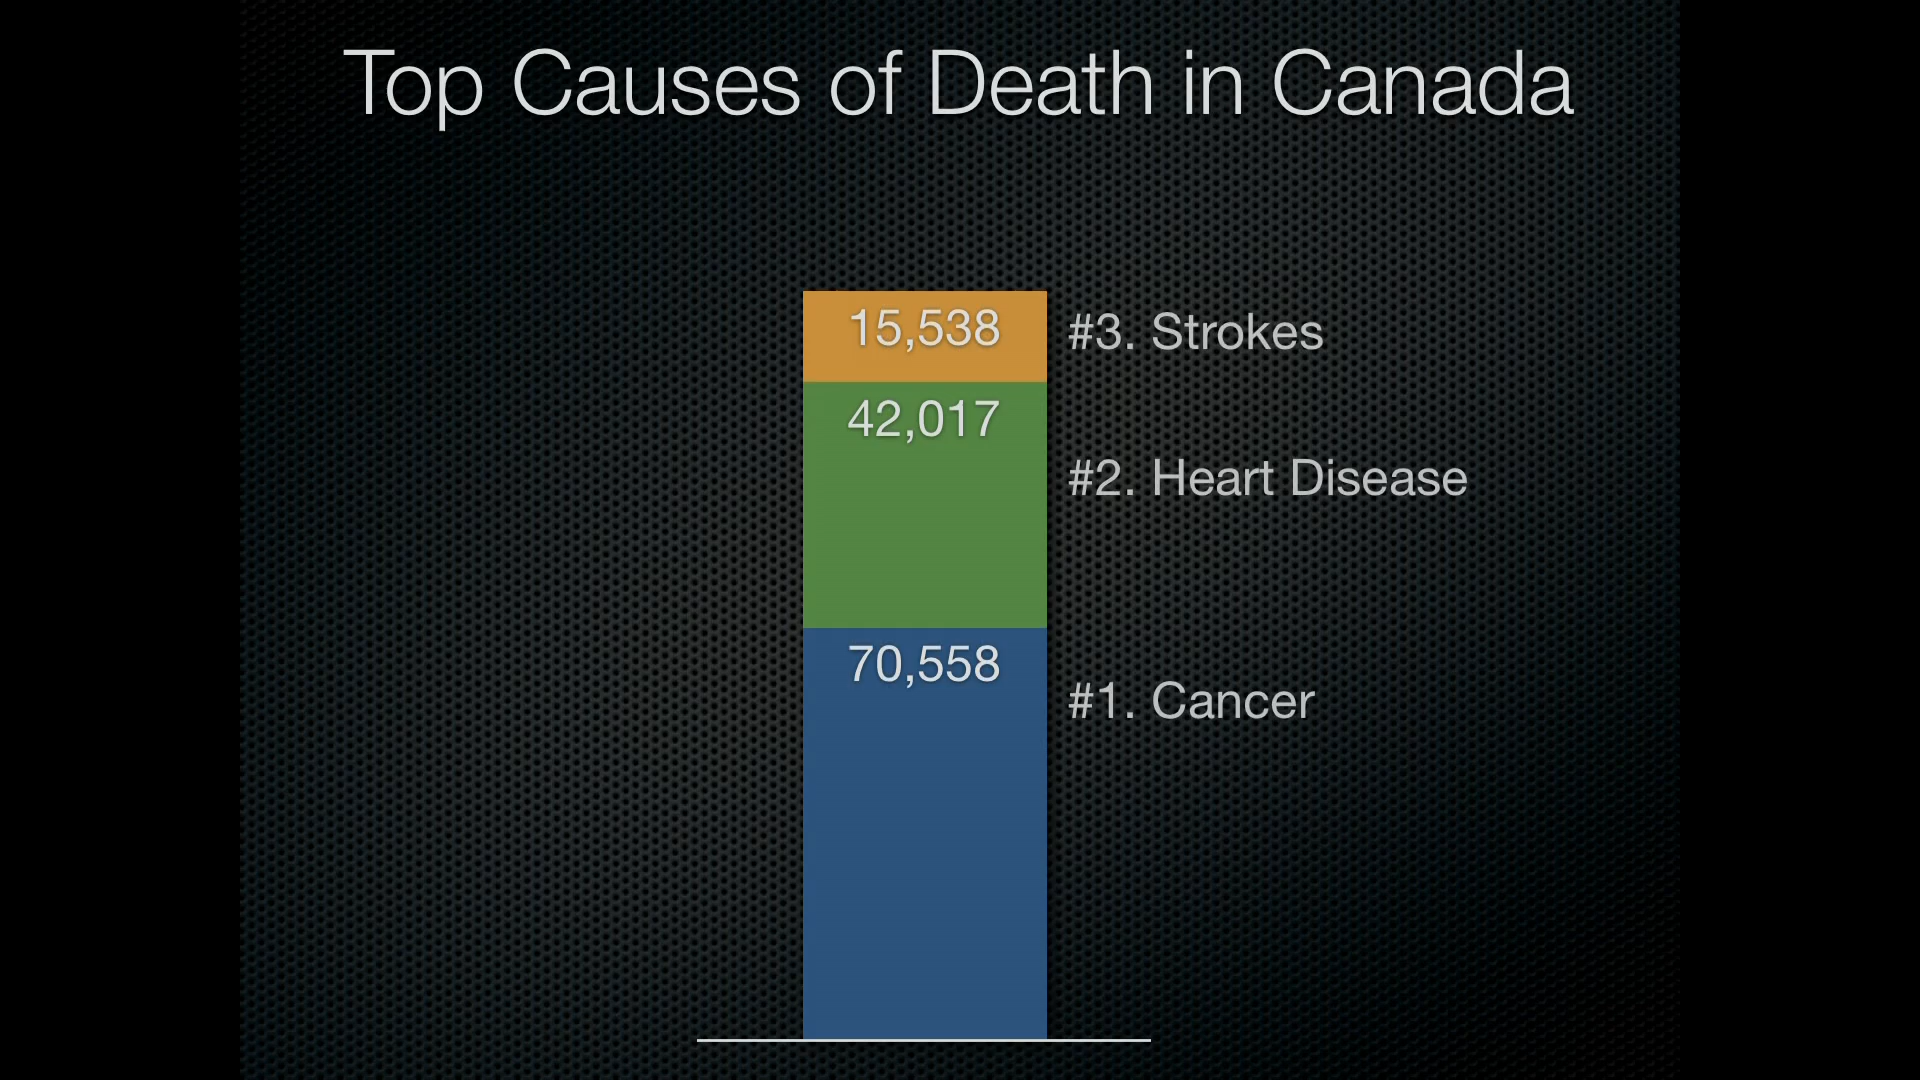 Top Causes of Death in Canada
15,538
#3. Strokes
42,017
#2. Heart Disease
70,558
#1. Cancer